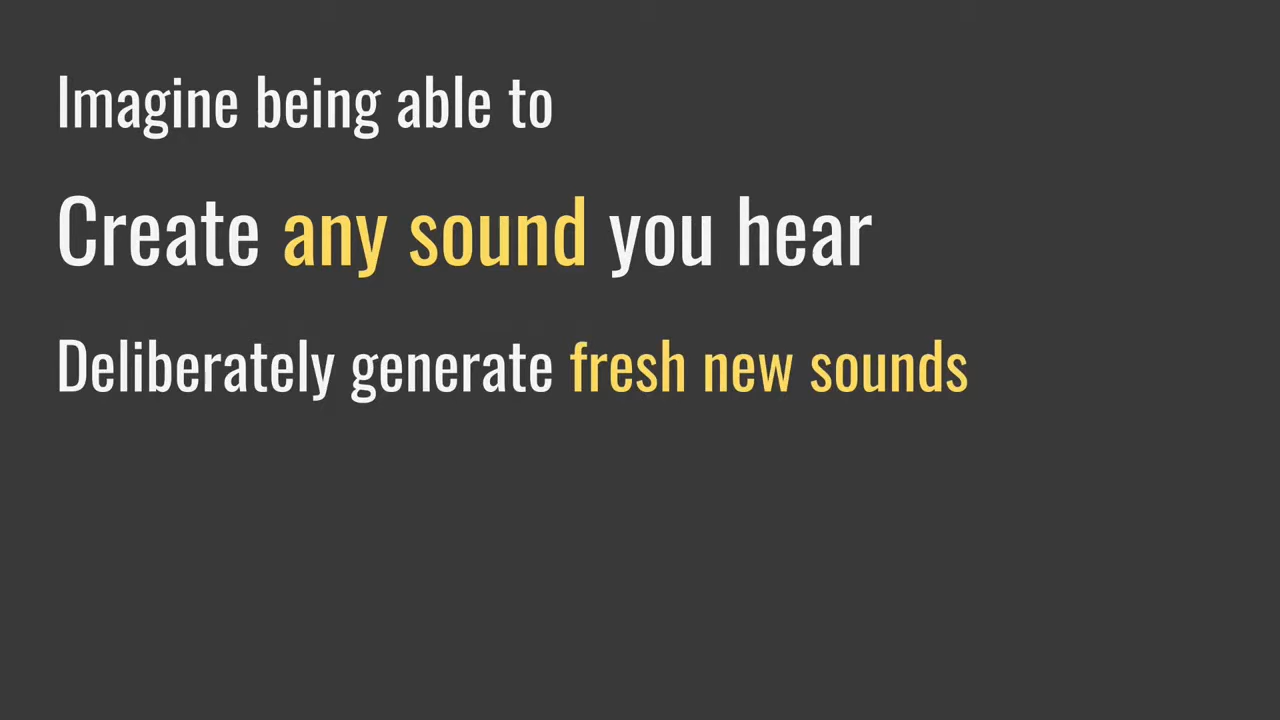 Imagine being able to
Create any sound you hear
Deliberately generate fresh new sounds